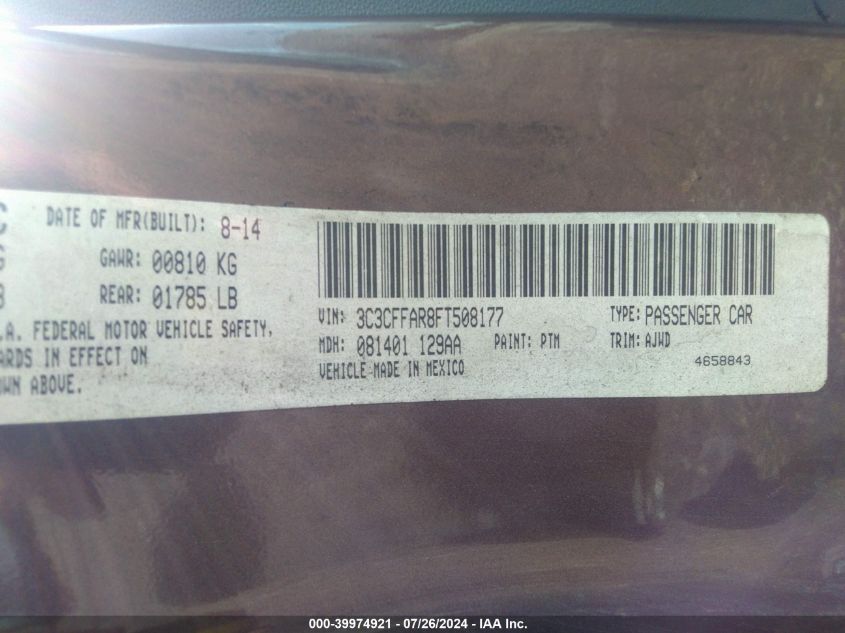 DATE OF MFR(BUILT): 8-14
GAWR: 00810 KG
REAR: 01785 LB
.A. FEDERAL MOTOR VEHICLE SAFETY,
ARDS IN EFFECT ON
WN ABOVE.
VIN: 3C3CFFAR8FT508177 TYPE: PASSENGER CAR
MDH: 081401 129AA PAINT: PTM TRIM: AJWD
VEHICLE MADE IN MEXICO 4658843
000-39974921 / 07/26/2024 - IAA Inc.